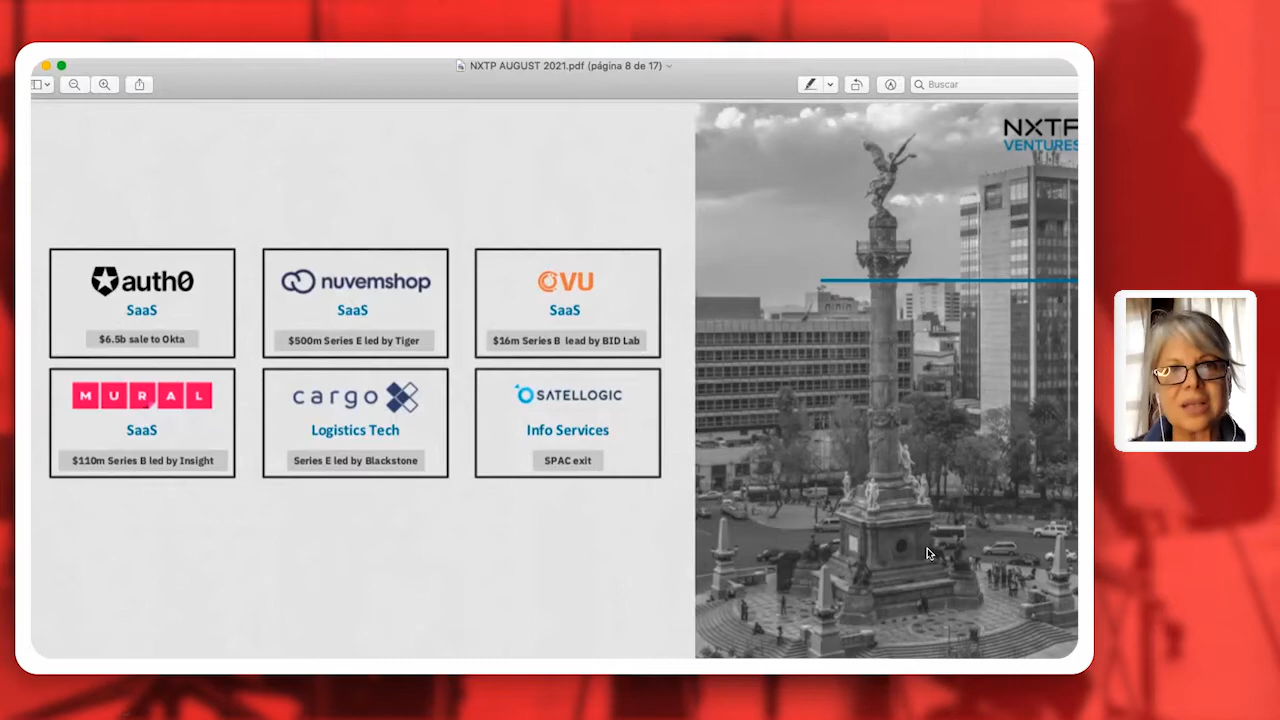 NXTP AUGUST 2021.pdf (página 8 de 17)
Buscar
NXTP
VENTURES
auth0
SaaS
$6.5b sale to Okta
nuvemshop
SaaS
$500m Series E led by Tiger
VU
SaaS
$16m Series B lead by BID Lab
MURAL
SaaS
$110m Series B led by Insight
cargo
Logistics Tech
Series E led by Blackstone
SATELLOGIC
Info Services
SPAC exit